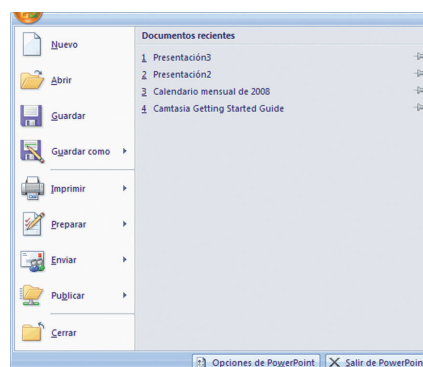 Nuevo
Abrir
Guardar
Guardar como
Imprimir
Preparar
Enviar
Publicar
Cerrar
Documentos recientes
1 Presentación3
2 Presentación2
3 Calendario mensual de 2008
4 Camtasia Getting Started Guide
Opciones de PowerPoint
Salir de PowerPoin